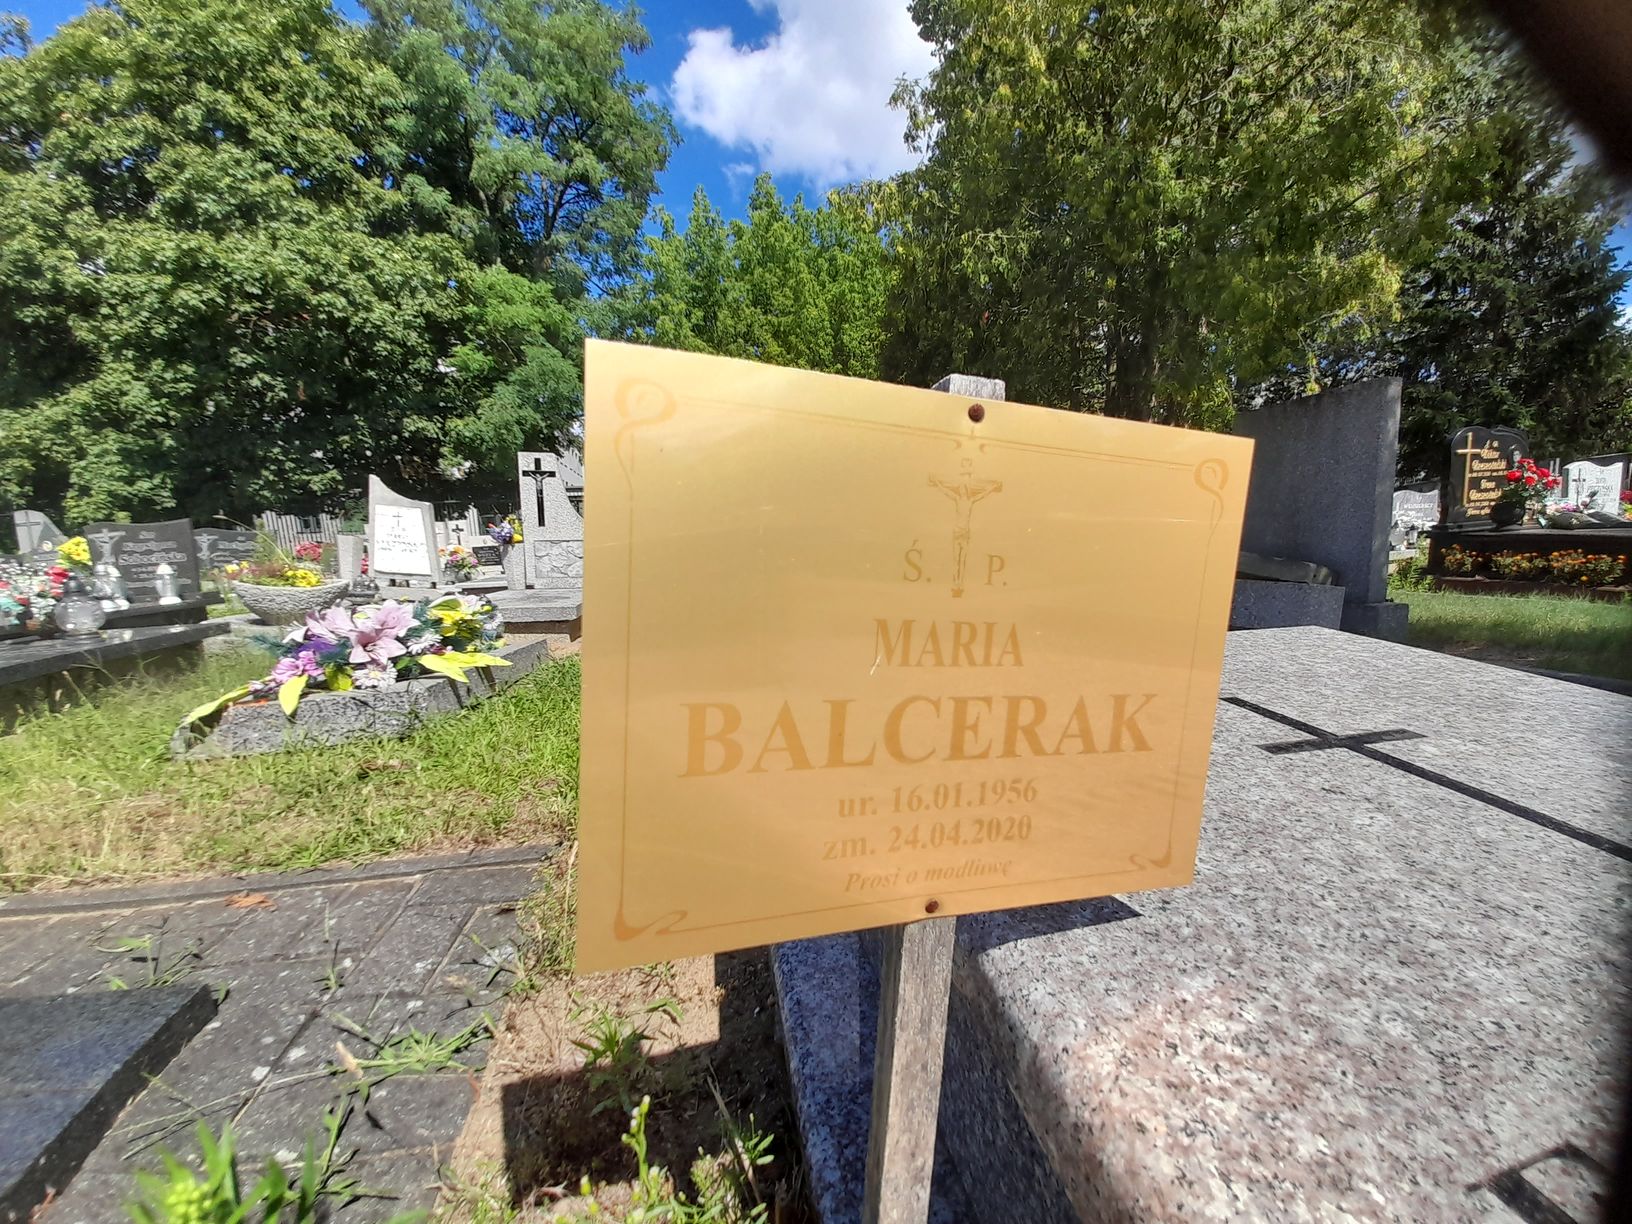 Ś. P.
MARIA
BALCERAK
ur. 16.01.1956
zm. 24.04.2020
Prosi o modlitwę